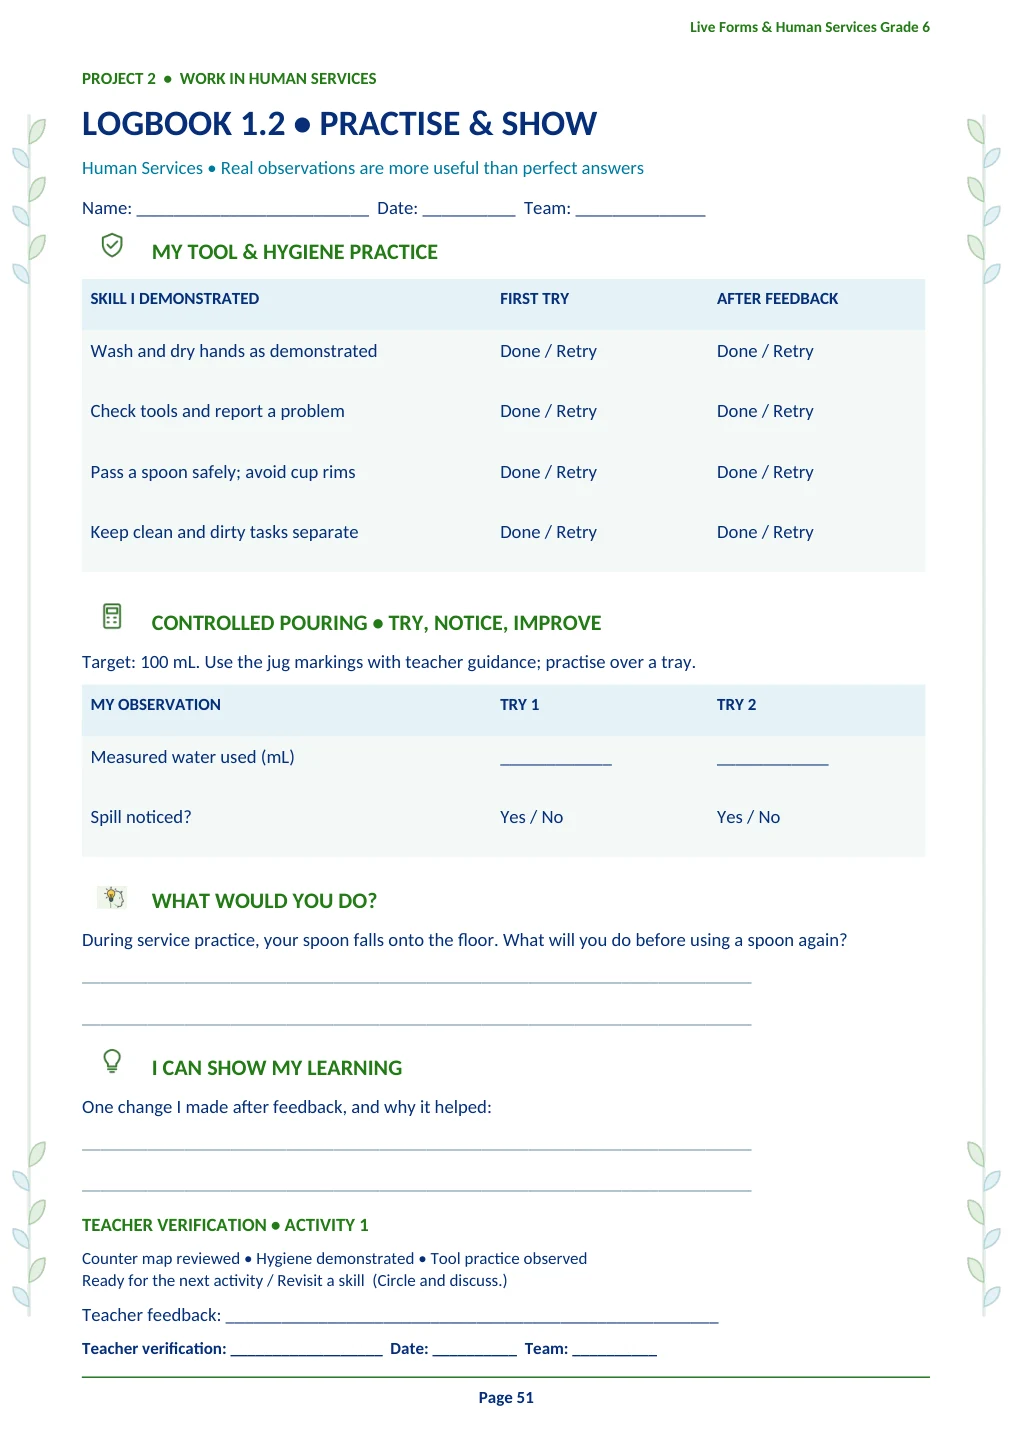 Live Forms & Human Services Grade 6
PROJECT 2 ● WORK IN HUMAN SERVICES
LOGBOOK 1.2 ● PRACTISE & SHOW
Human Services • Real observations are more useful than perfect answers
Name: _________________________ Date: __________ Team: ______________
MY TOOL & HYGIENE PRACTICE
SKILL I DEMONSTRATED FIRST TRY AFTER FEEDBACK
Wash and dry hands as demonstrated Done / Retry Done / Retry
Check tools and report a problem Done / Retry Done / Retry
Pass a spoon safely; avoid cup rims Done / Retry Done / Retry
Keep clean and dirty tasks separate Done / Retry Done / Retry
CONTROLLED POURING ● TRY, NOTICE, IMPROVE
Target: 100 mL. Use the jug markings with teacher guidance; practise over a tray.
MY OBSERVATION TRY 1 TRY 2
Measured water used (mL) ____________ ____________
Spill noticed? Yes / No Yes / No
WHAT WOULD YOU DO?
During service practice, your spoon falls onto the floor. What will you do before using a spoon again?
I CAN SHOW MY LEARNING
One change I made after feedback, and why it helped:
TEACHER VERIFICATION ● ACTIVITY 1
Counter map reviewed • Hygiene demonstrated • Tool practice observed
Ready for the next activity / Revisit a skill (Circle and discuss.)
Teacher feedback: _____________________________________________________
Teacher verification: __________________ Date: __________ Team: __________
Page 51